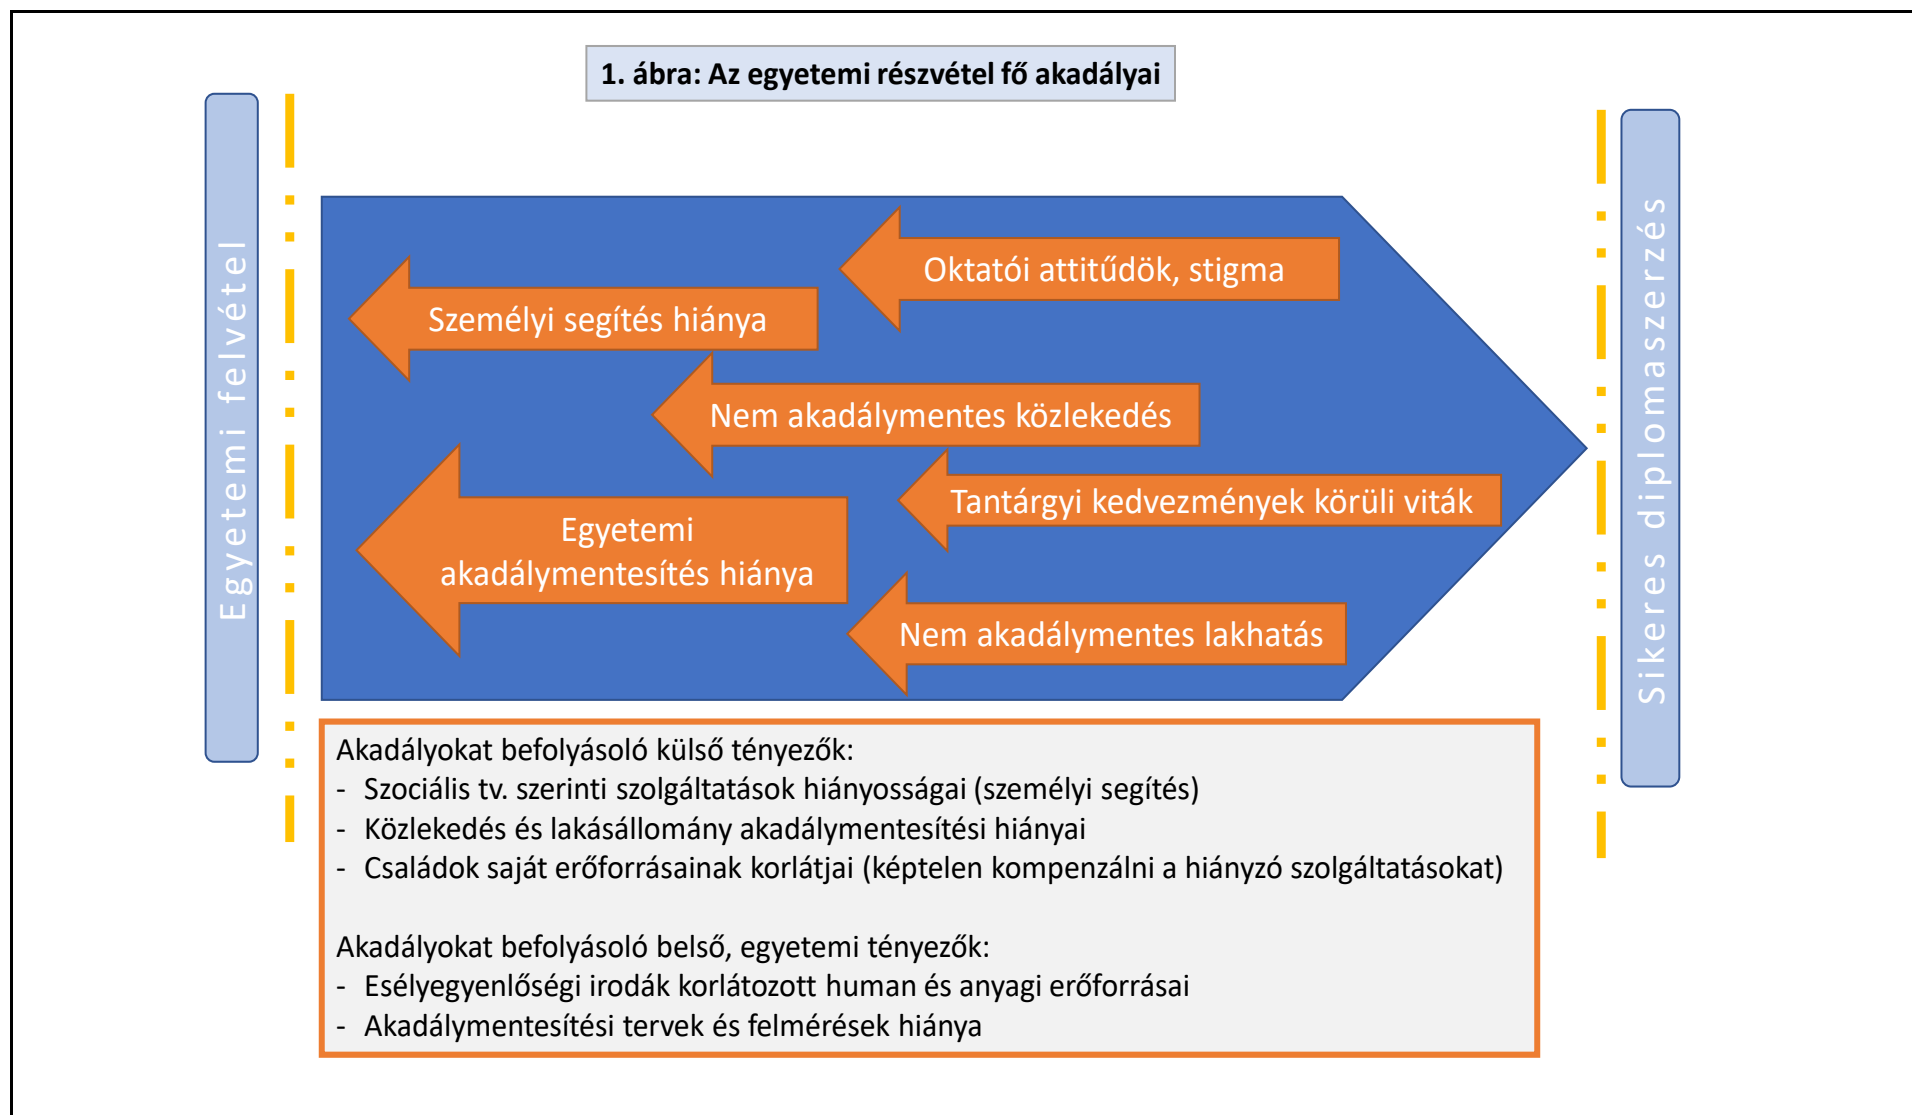 1. ábra: Az egyetemi részvétel fő akadályai
Egyetemi felvétel
Oktatói attitűdök, stigma
Személyi segítés hiánya
Nem akadálymentes közlekedés
Tantárgyi kedvezmények körüli viták
Egyetemi
akadálymentesítés hiánya
Nem akadálymentes lakhatás
Sikeres diplomaszerzés
Akadályokat befolyásoló külső tényezők:
- Szociális tv. szerinti szolgáltatások hiányosságai (személyi segítés)
- Közlekedés és lakásállomány akadálymentesítési hiányai
- Családok saját erőforrásainak korlátjai (képtelen kompenzálni a hiányzó szolgáltatásokat)
Akadályokat befolyásoló belső, egyetemi tényezők:
- Esélyegyenlőségi irodák korlátozott human és anyagi erőforrásai
- Akadálymentesítési tervek és felmérések hiánya